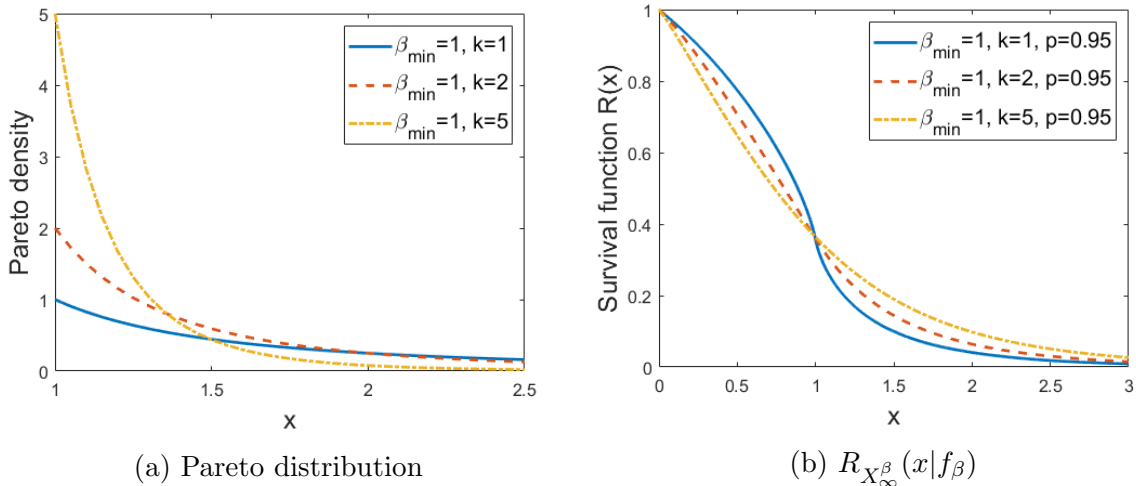 5
4
3
2
1
0
Pareto density
β_min=1, k=1
β_min=1, k=2
β_min=1, k=5
1
1.5
2
2.5
x
(a) Pareto distribution
1
0.8
0.6
0.4
0.2
0
Survival function R(x)
β_min=1, k=1, p=0.95
β_min=1, k=2, p=0.95
β_min=1, k=5, p=0.95
0
0.5
1
1.5
2
2.5
3
x
(b) R_{X_∞^β}(x|f_β)